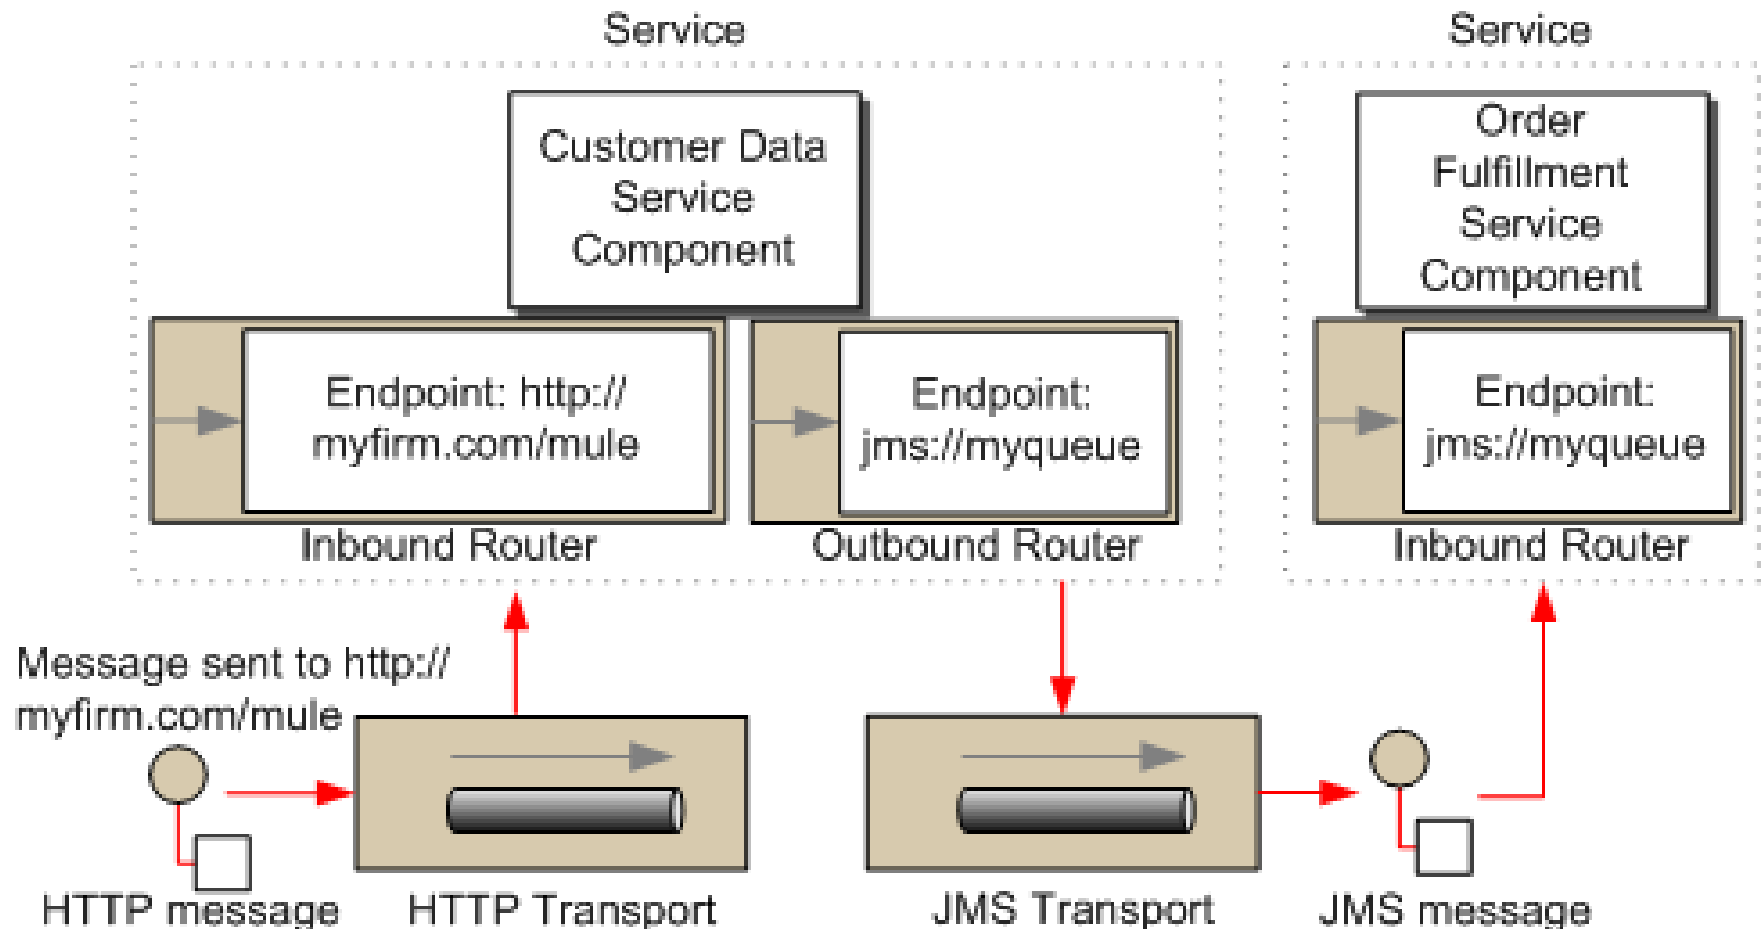 Service
Customer Data
Service
Component
Endpoint: http://
myfirm.com/mule
Inbound Router
Endpoint:
jms://myqueue
Outbound Router
Service
Order
Fulfillment
Service
Component
Endpoint:
jms://myqueue
Inbound Router
Message sent to http://
myfirm.com/mule
HTTP message
HTTP Transport
JMS Transport
JMS message